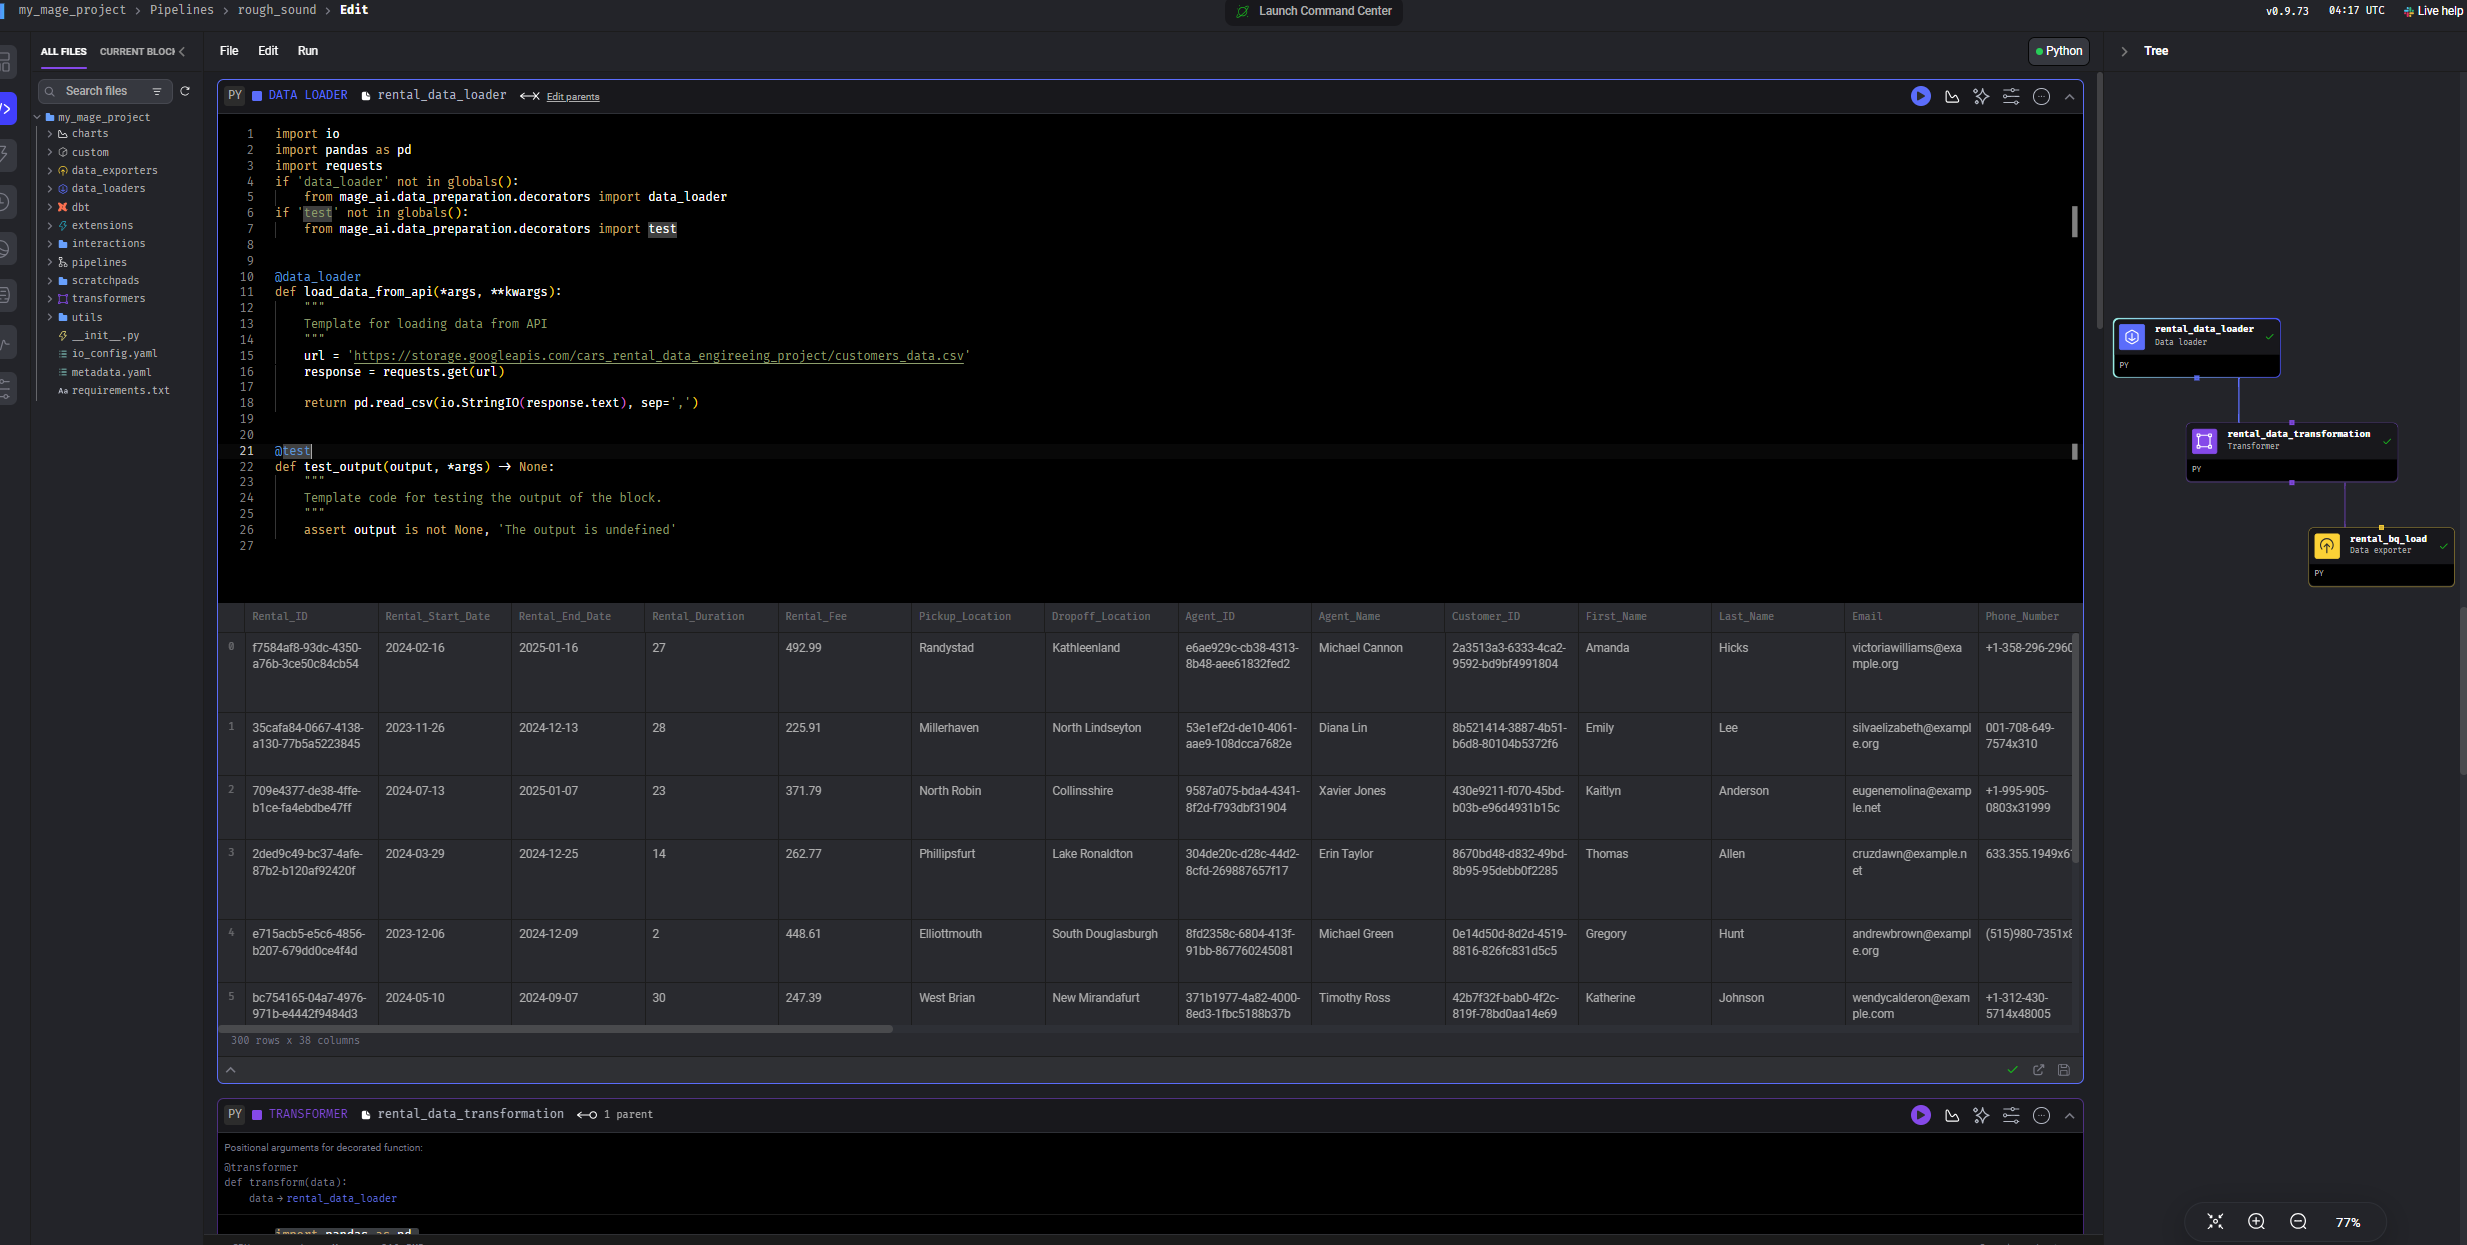 my_mage_project > Pipelines > rough_sound > Edit
Launch Command Center
v0.9.73 04:17 UTC Live help
ALL FILES CURRENT BLOCK
Search files
my_mage_project
charts
custom
data_exporters
data_loaders
dbt
extensions
interactions
pipelines
scratchpads
transformers
utils
__init__.py
io_config.yaml
metadata.yaml
Aa requirements.txt
File Edit Run
Python
PY DATA LOADER rental_data_loader Edit parents
1 import io
2 import pandas as pd
3 import requests
4 if 'data_loader' not in globals():
5 from mage_ai.data_preparation.decorators import data_loader
6 if 'test' not in globals():
7 from mage_ai.data_preparation.decorators import test
8
9
10 @data_loader
11 def load_data_from_api(*args, **kwargs):
12 """
13 Template for loading data from API
14 """
15 url = 'https://storage.googleapis.com/cars_rental_data_engireeing_project/customers_data.csv'
16 response = requests.get(url)
17
18 return pd.read_csv(io.StringIO(response.text), sep=',')
19
20
21 @test
22 def test_output(output, *args) -> None:
23 """
24 Template code for testing the output of the block.
25 """
26 assert output is not None, 'The output is undefined'
27
Rental_ID Rental_Start_Date Rental_End_Date Rental_Duration Rental_Fee Pickup_Location Dropoff_Location Agent_ID Agent_Name Customer_ID First_Name Last_Name Email Phone_Number
0 f7584af8-93dc-4350- 2024-02-16 2025-01-16 27 492.99 Randystad Kathleenland e6ae929c-cb38-4313- Michael Cannon 2a3513a3-6333-4ca2- Amanda Hicks victoriawilliams@exa +1-358-296-2960
a76b-3ce50c84cb54 8b48-aee61832fed2 9592-bd9bf4991804 mple.org
1 35cafa84-0667-4138- 2023-11-26 2024-12-13 28 225.91 Millerhaven North Lindseyton 53e1ef2d-de10-4061- Diana Lin 8b521414-3887-4b51- Emily Lee silvaelizabeth@exampl 001-708-649-
a130-77b5a5223845 aae9-108dcca7682e b6d8-80104b5372f6 e.org 7574x310
2 709e4377-de38-4ffe- 2024-07-13 2025-01-07 23 371.79 North Robin Collinsshire 9587a075-bda4-4341- Xavier Jones 430e9211-f070-45bd- Kaitlyn Anderson eugenemolina@examp +1-995-905-
b1ce-fa4ebdbe47ff 8f2d-f793dbf31904 b03b-e96d4931b15c le.net 0803x31999
3 2ded9c49-bc37-4afe- 2024-03-29 2024-12-25 14 262.77 Phillipsfurt Lake Ronaldton 304de20c-d28c-44d2- Erin Taylor 8670bd48-d832-49bd- Thomas Allen cruzdawn@example.n 633.355.1949x6
87b2-b120af92420f 8cfd-269887657f17 8b95-95debb0f2285 et
4 e715acb5-e5c6-4856- 2023-12-06 2024-12-09 2 448.61 Elliottmouth South Douglasburgh 8fd2358c-6804-413f- Michael Green 0e14d50d-8d2d-4519- Gregory Hunt andrewbrown@exampl (515)980-7351x8
b207-679dd0ce4f4d 91bb-867760245081 8816-826fc831d5c5 e.org
5 bc754165-04a7-4976- 2024-05-10 2024-09-07 30 247.39 West Brian New Mirandafurt 371b1977-4a82-4000- Timothy Ross 42b7f32f-bab0-4f2c- Katherine Johnson wendycalderon@exam +1-312-430-
971b-e4442f9484d3 8ed3-1fbc5188b37b 819f-78bd0aa14e69 ple.com 5714x48005
300 rows x 38 columns
PY TRANSFORMER rental_data_transformation 1 parent
Positional arguments for decorated function:
@transformer
def transform(data):
data → rental_data_loader
import pandas as pd
Tree
rental_data_loader
Data loader
PY
rental_data_transformation
Transformer
PY
rental_bq_load
Data exporter
PY
77%